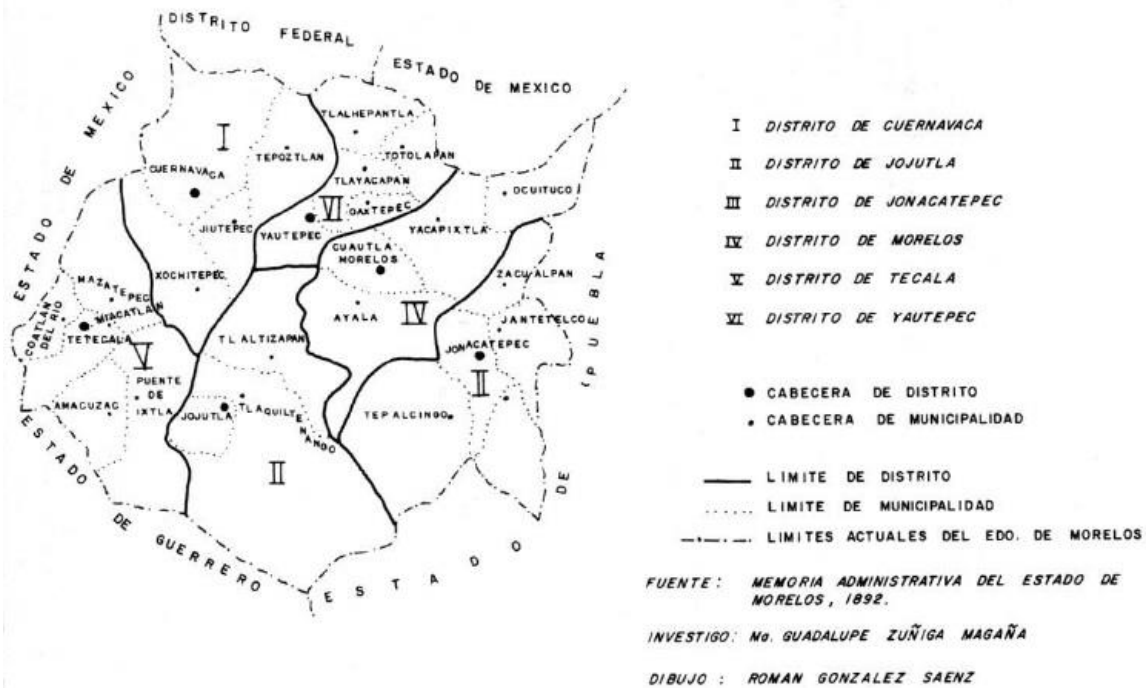 DISTRITO FEDERAL
ESTADO DE MEXICO
ESTADO DE MEXICO
I
TLALHEPANTLA
TEPOZTLAN
TOTOLAPAN
CUERNAVACA
TLAYACAPAN
OCUITUCO
VI
OAXTEPEC
JIUTEPEC
YAUTEPEC
YACAPIXTLA
CUAUTLA
MORELOS
XOCHITEPEC
ZACUALPAN
MAZATEPEC
MIACATLAN
COATLAN
DEL RIO
TETECALA
V
AYALA
IV
JANTETELCO
TLALTIZAPAN
JONACATEPEC
II
PUENTE
DE
IXTLA
AMACUZAC
JOJUTLA
TLAQUILTENANGO
TEPALCINGO
II
ESTADO
DE GUERRERO
ESTADO DE PUEBLA
I DISTRITO DE CUERNAVACA
II DISTRITO DE JOJUTLA
III DISTRITO DE JONACATEPEC
IV DISTRITO DE MORELOS
V DISTRITO DE TECALA
VI DISTRITO DE YAUTEPEC
CABECERA DE DISTRITO
CABECERA DE MUNICIPALIDAD
LIMITE DE DISTRITO
LIMITE DE MUNICIPALIDAD
LIMITES ACTUALES DEL EDO. DE MORELOS
FUENTE: MEMORIA ADMINISTRATIVA DEL ESTADO DE
MORELOS, 1892.
INVESTIGO: Ma. GUADALUPE ZUÑIGA MAGAÑA
DIBUJO: ROMAN GONZALEZ SAENZ